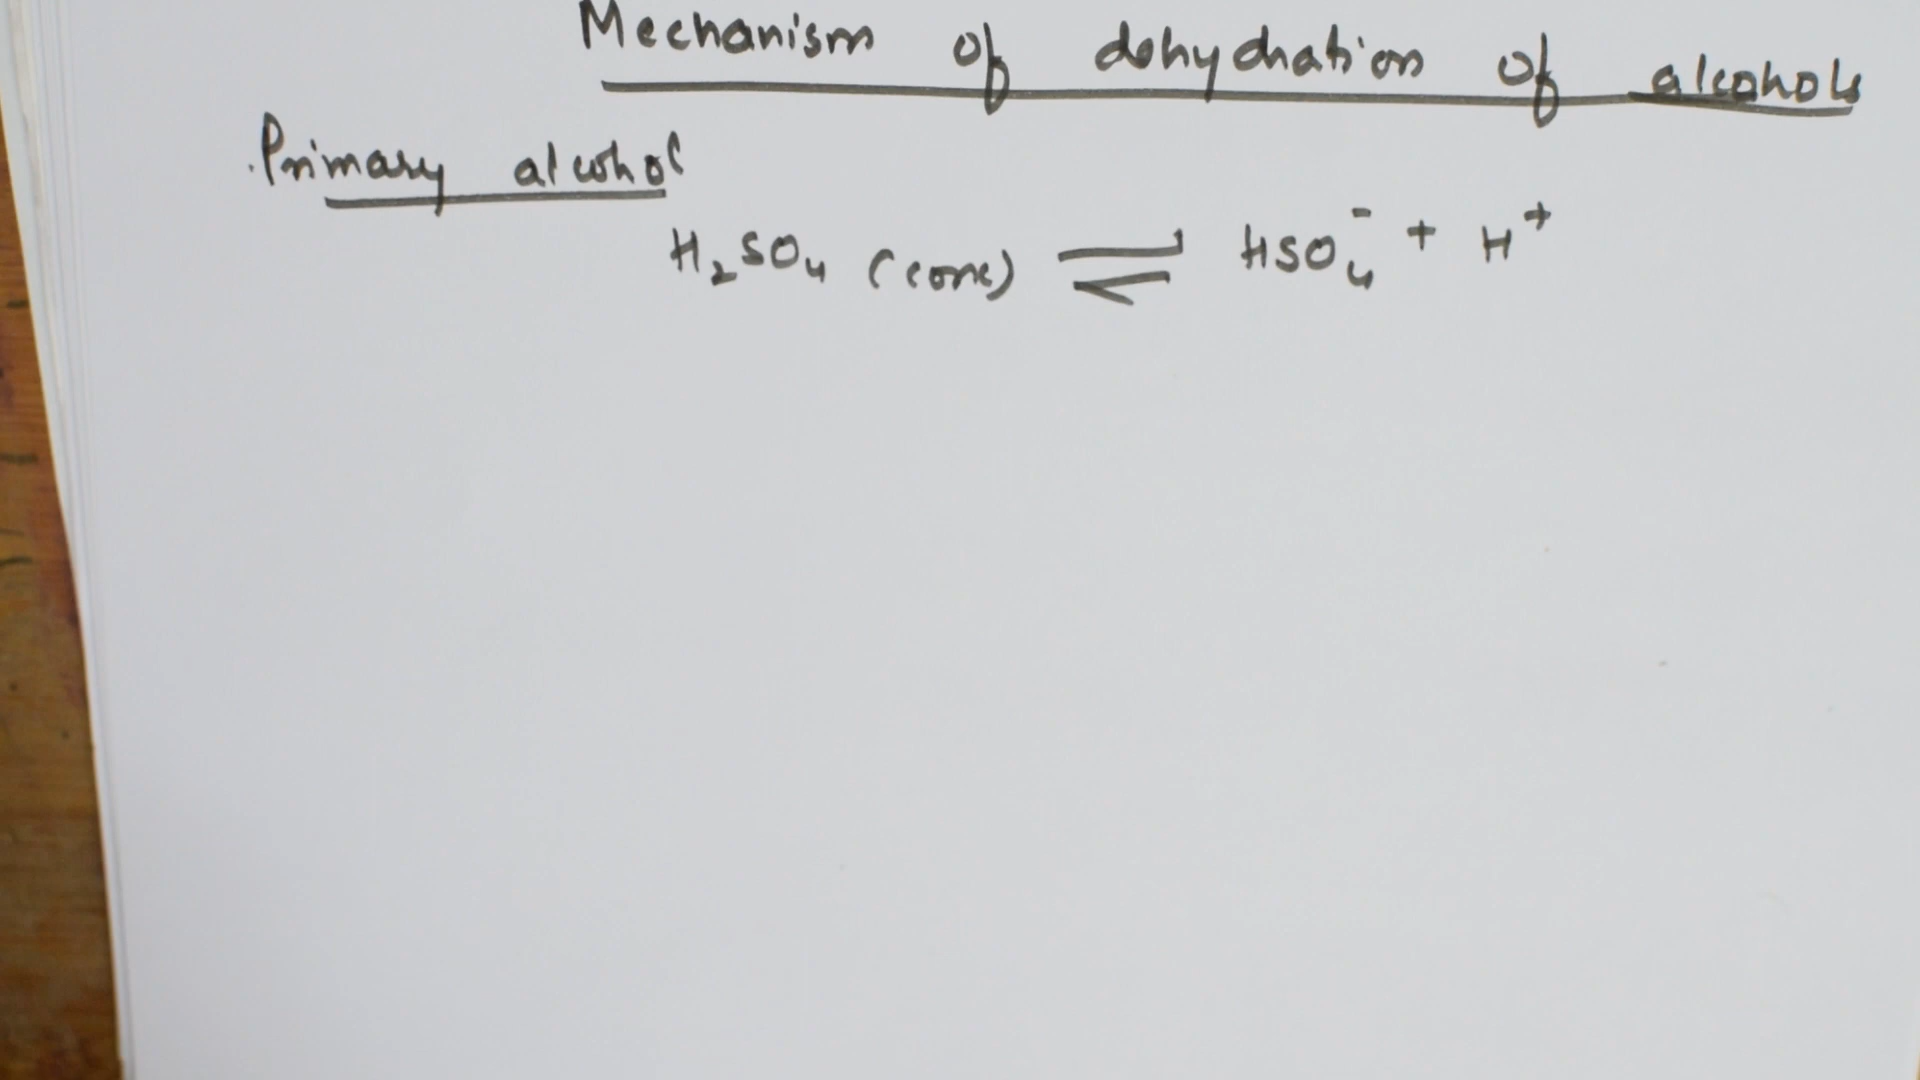 Mechanism of dehydration of alcohols
Primary alcohol
H₂SO₄ (conc) ⇌ HSO₄⁻ + H⁺